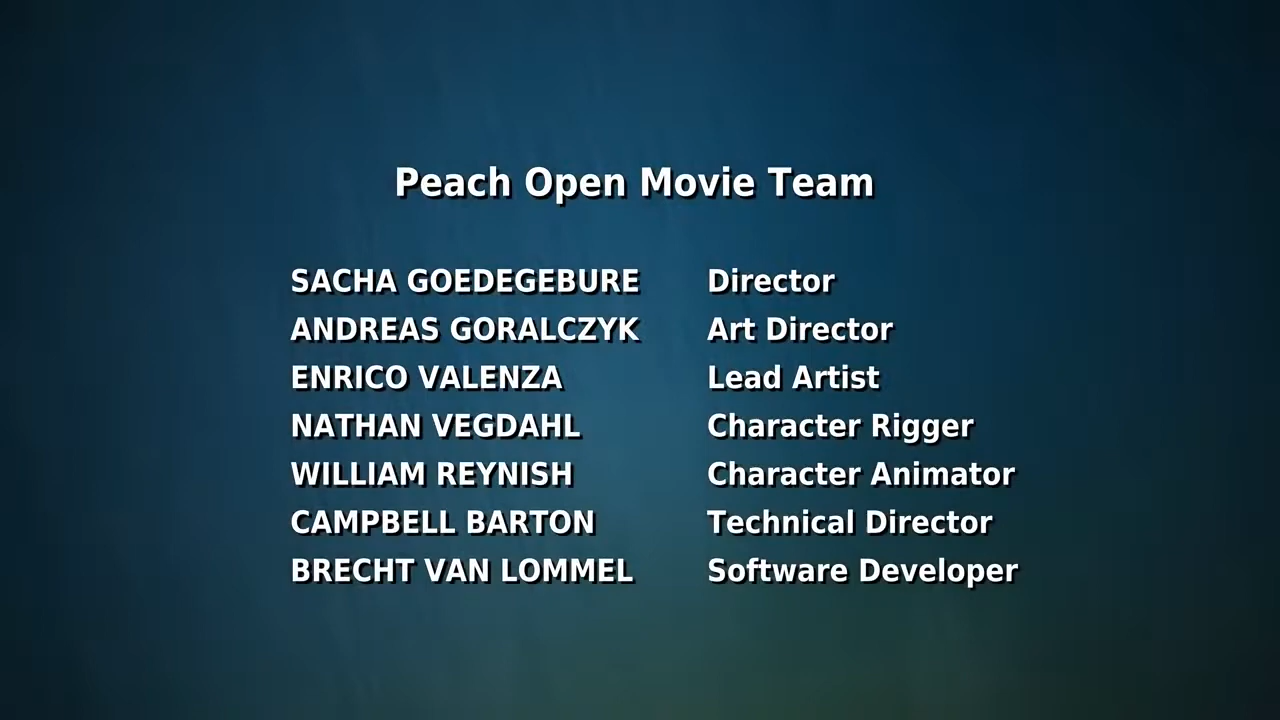 Peach Open Movie Team
SACHA GOEDEGEBURE Director
ANDREAS GORALCZYK Art Director
ENRICO VALENZA Lead Artist
NATHAN VEGDAHL Character Rigger
WILLIAM REYNISH Character Animator
CAMPBELL BARTON Technical Director
BRECHT VAN LOMMEL Software Developer